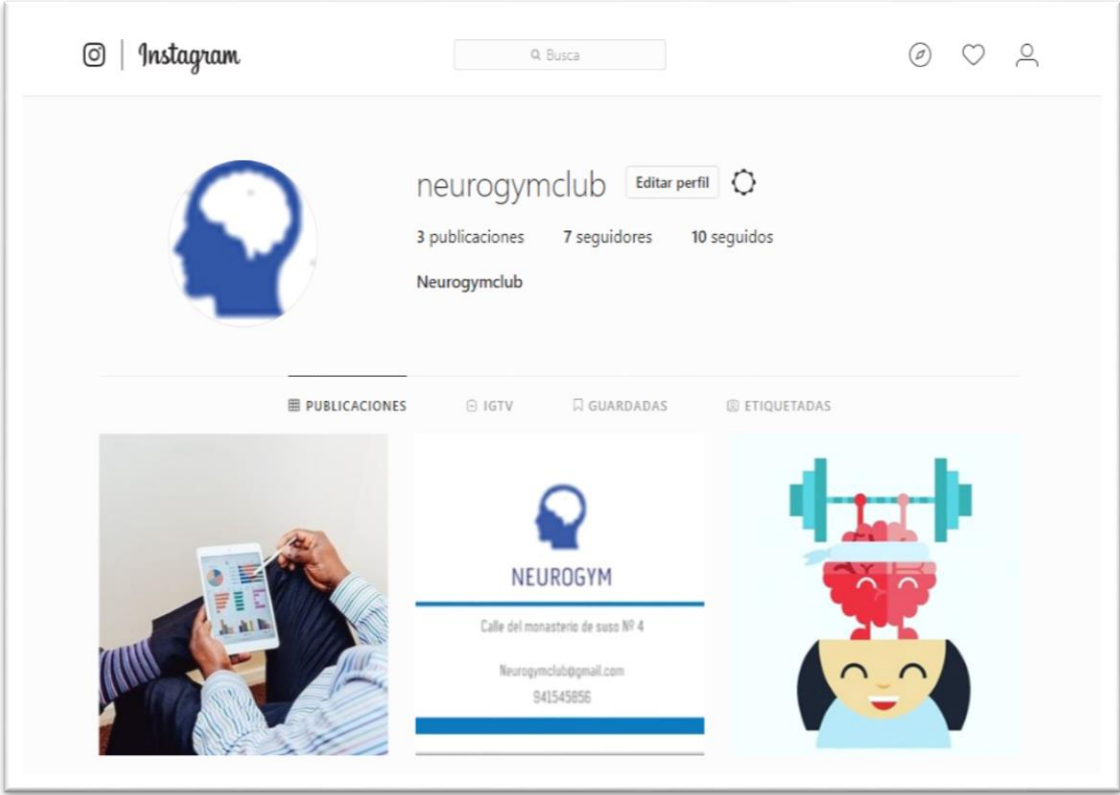 Instagram
Busca
neurogymclub Editar perfil
3 publicaciones 7 seguidores 10 seguidos
Neurogymclub
PUBLICACIONES IGTV GUARDADAS ETIQUETADAS
NEUROGYM
Calle del monasterio de suso Nº 4
Neurogymclub@gmail.com
941545856